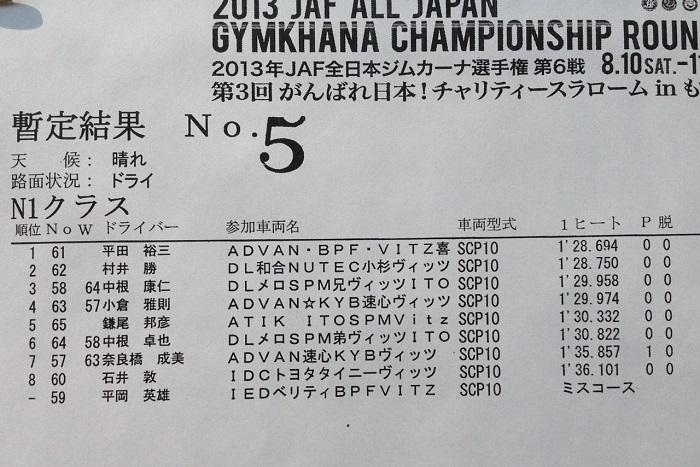 2013 JAF ALL JAPAN
GYMKHANA CHAMPIONSHIP ROUN
2013年JAF全日本ジムカーナ選手権 第6戦 8.10SAT.-1
第3回 がんばれ日本!チャリティースラローム in も
暫定結果 No.5
天 候: 晴れ
路面状況: ドライ
N1クラス
順位 No W ドライバー 参加車両名 車両型式 1ヒート P 脱
1 61 平田 裕三 ADVAN・BPF・VITZ喜 SCP10 1'28.694 0 0
2 62 村井 勝 DL和合NUTEC小杉ヴィッツ SCP10 1'28.750 0 0
3 58 64 中根 康仁 DLメロSPM兄ヴィッツITO SCP10 1'29.958 0 0
4 63 57 小倉 雅則 ADVAN☆KYB速心ヴィッツ SCP10 1'29.974 0 0
5 65 鎌尾 邦彦 ATIK ITOSPMVitz SCP10 1'30.332 0 0
6 64 58 中根 卓也 DLメロSPM弟ヴィッツITO SCP10 1'30.822 0 0
7 57 63 奈良橋 成美 ADVAN速心KYBヴィッツ SCP10 1'35.857 1 0
8 60 石井 敦 IDCトヨタタイニーヴィッツ SCP10 1'36.101 0 0
- 59 平岡 英雄 IEDベリティBPFVITZ SCP10 ミスコース